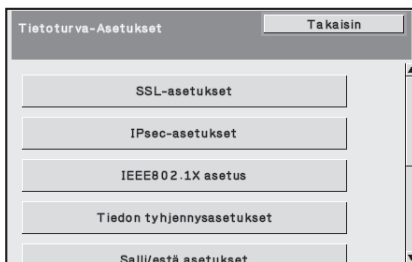 Tietoturva-Asetukset
Takaisin
SSL-asetukset
IPsec-asetukset
IEEE802.1X asetus
Tiedon tyhjennysasetukset
Salli/estä asetukset